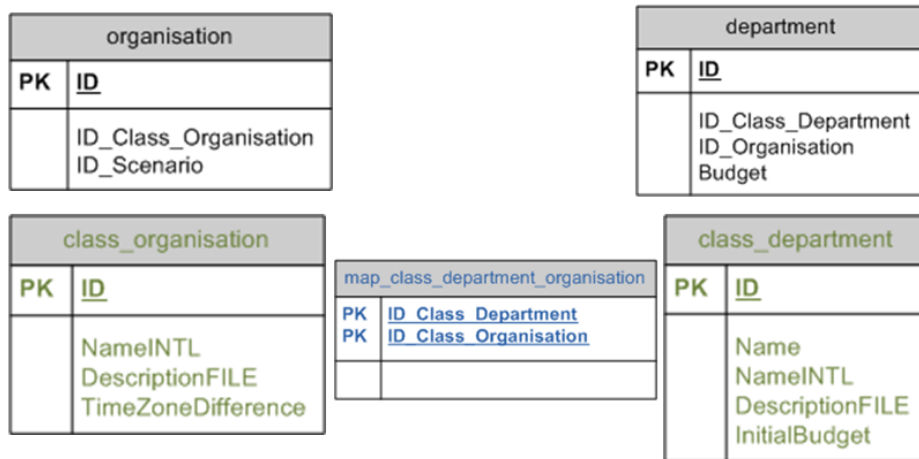 organisation
PK ID
ID_Class_Organisation
ID_Scenario
department
PK ID
ID_Class_Department
ID_Organisation
Budget
class_organisation
PK ID
NameINTL
DescriptionFILE
TimeZoneDifference
map_class_department_organisation
PK ID_Class_Department
PK ID_Class_Organisation
class_department
PK ID
Name
NameINTL
DescriptionFILE
InitialBudget